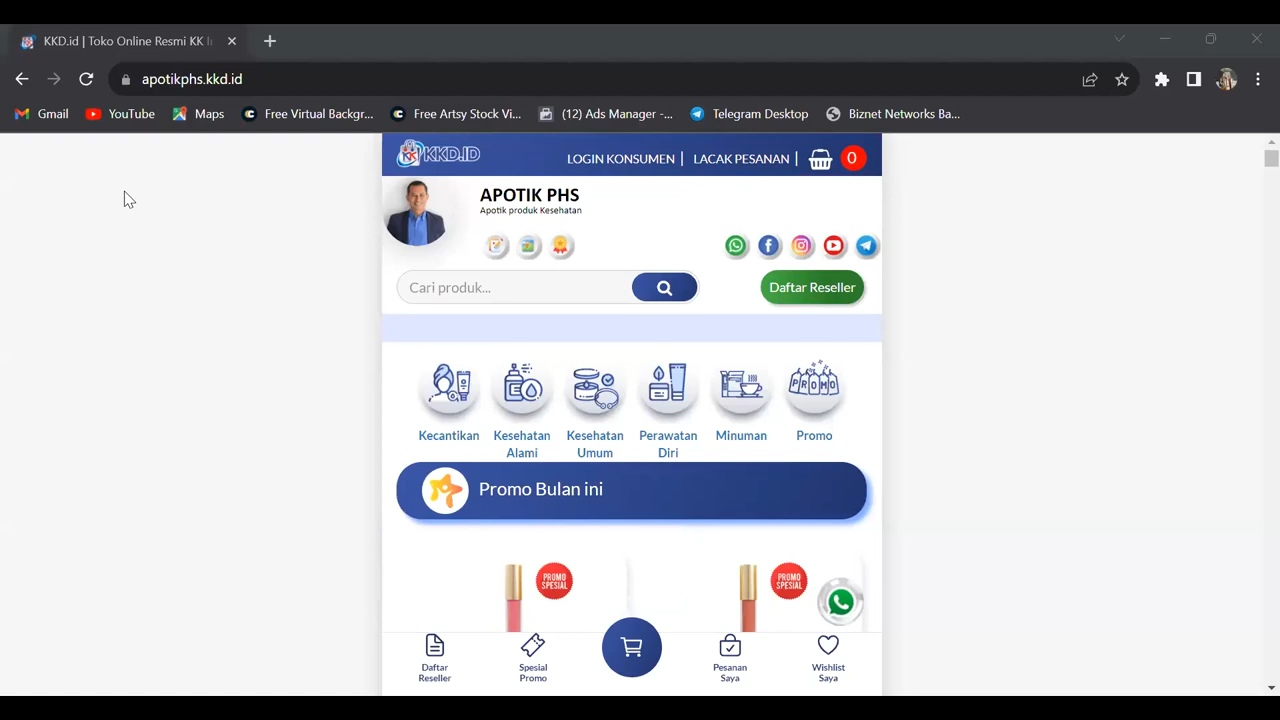 KKD.id | Toko Online Resmi KK I
apotikphs.kkd.id
Gmail
YouTube
Maps
Free Virtual Backgr...
Free Artsy Stock Vi...
(12) Ads Manager -...
Telegram Desktop
Biznet Networks Ba...
KKD.ID
LOGIN KONSUMEN | LACAK PESANAN |
0
APOTIK PHS
Apotik produk Kesehatan
Cari produk...
Daftar Reseller
Kecantikan
Kesehatan
Alami
Kesehatan
Umum
Perawatan
Diri
Minuman
PROMO
Promo
Promo Bulan ini
PROMO
SPESIAL
PROMO
SPESIAL
Daftar
Reseller
Spesial
Promo
Pesanan
Saya
Wishlist
Saya